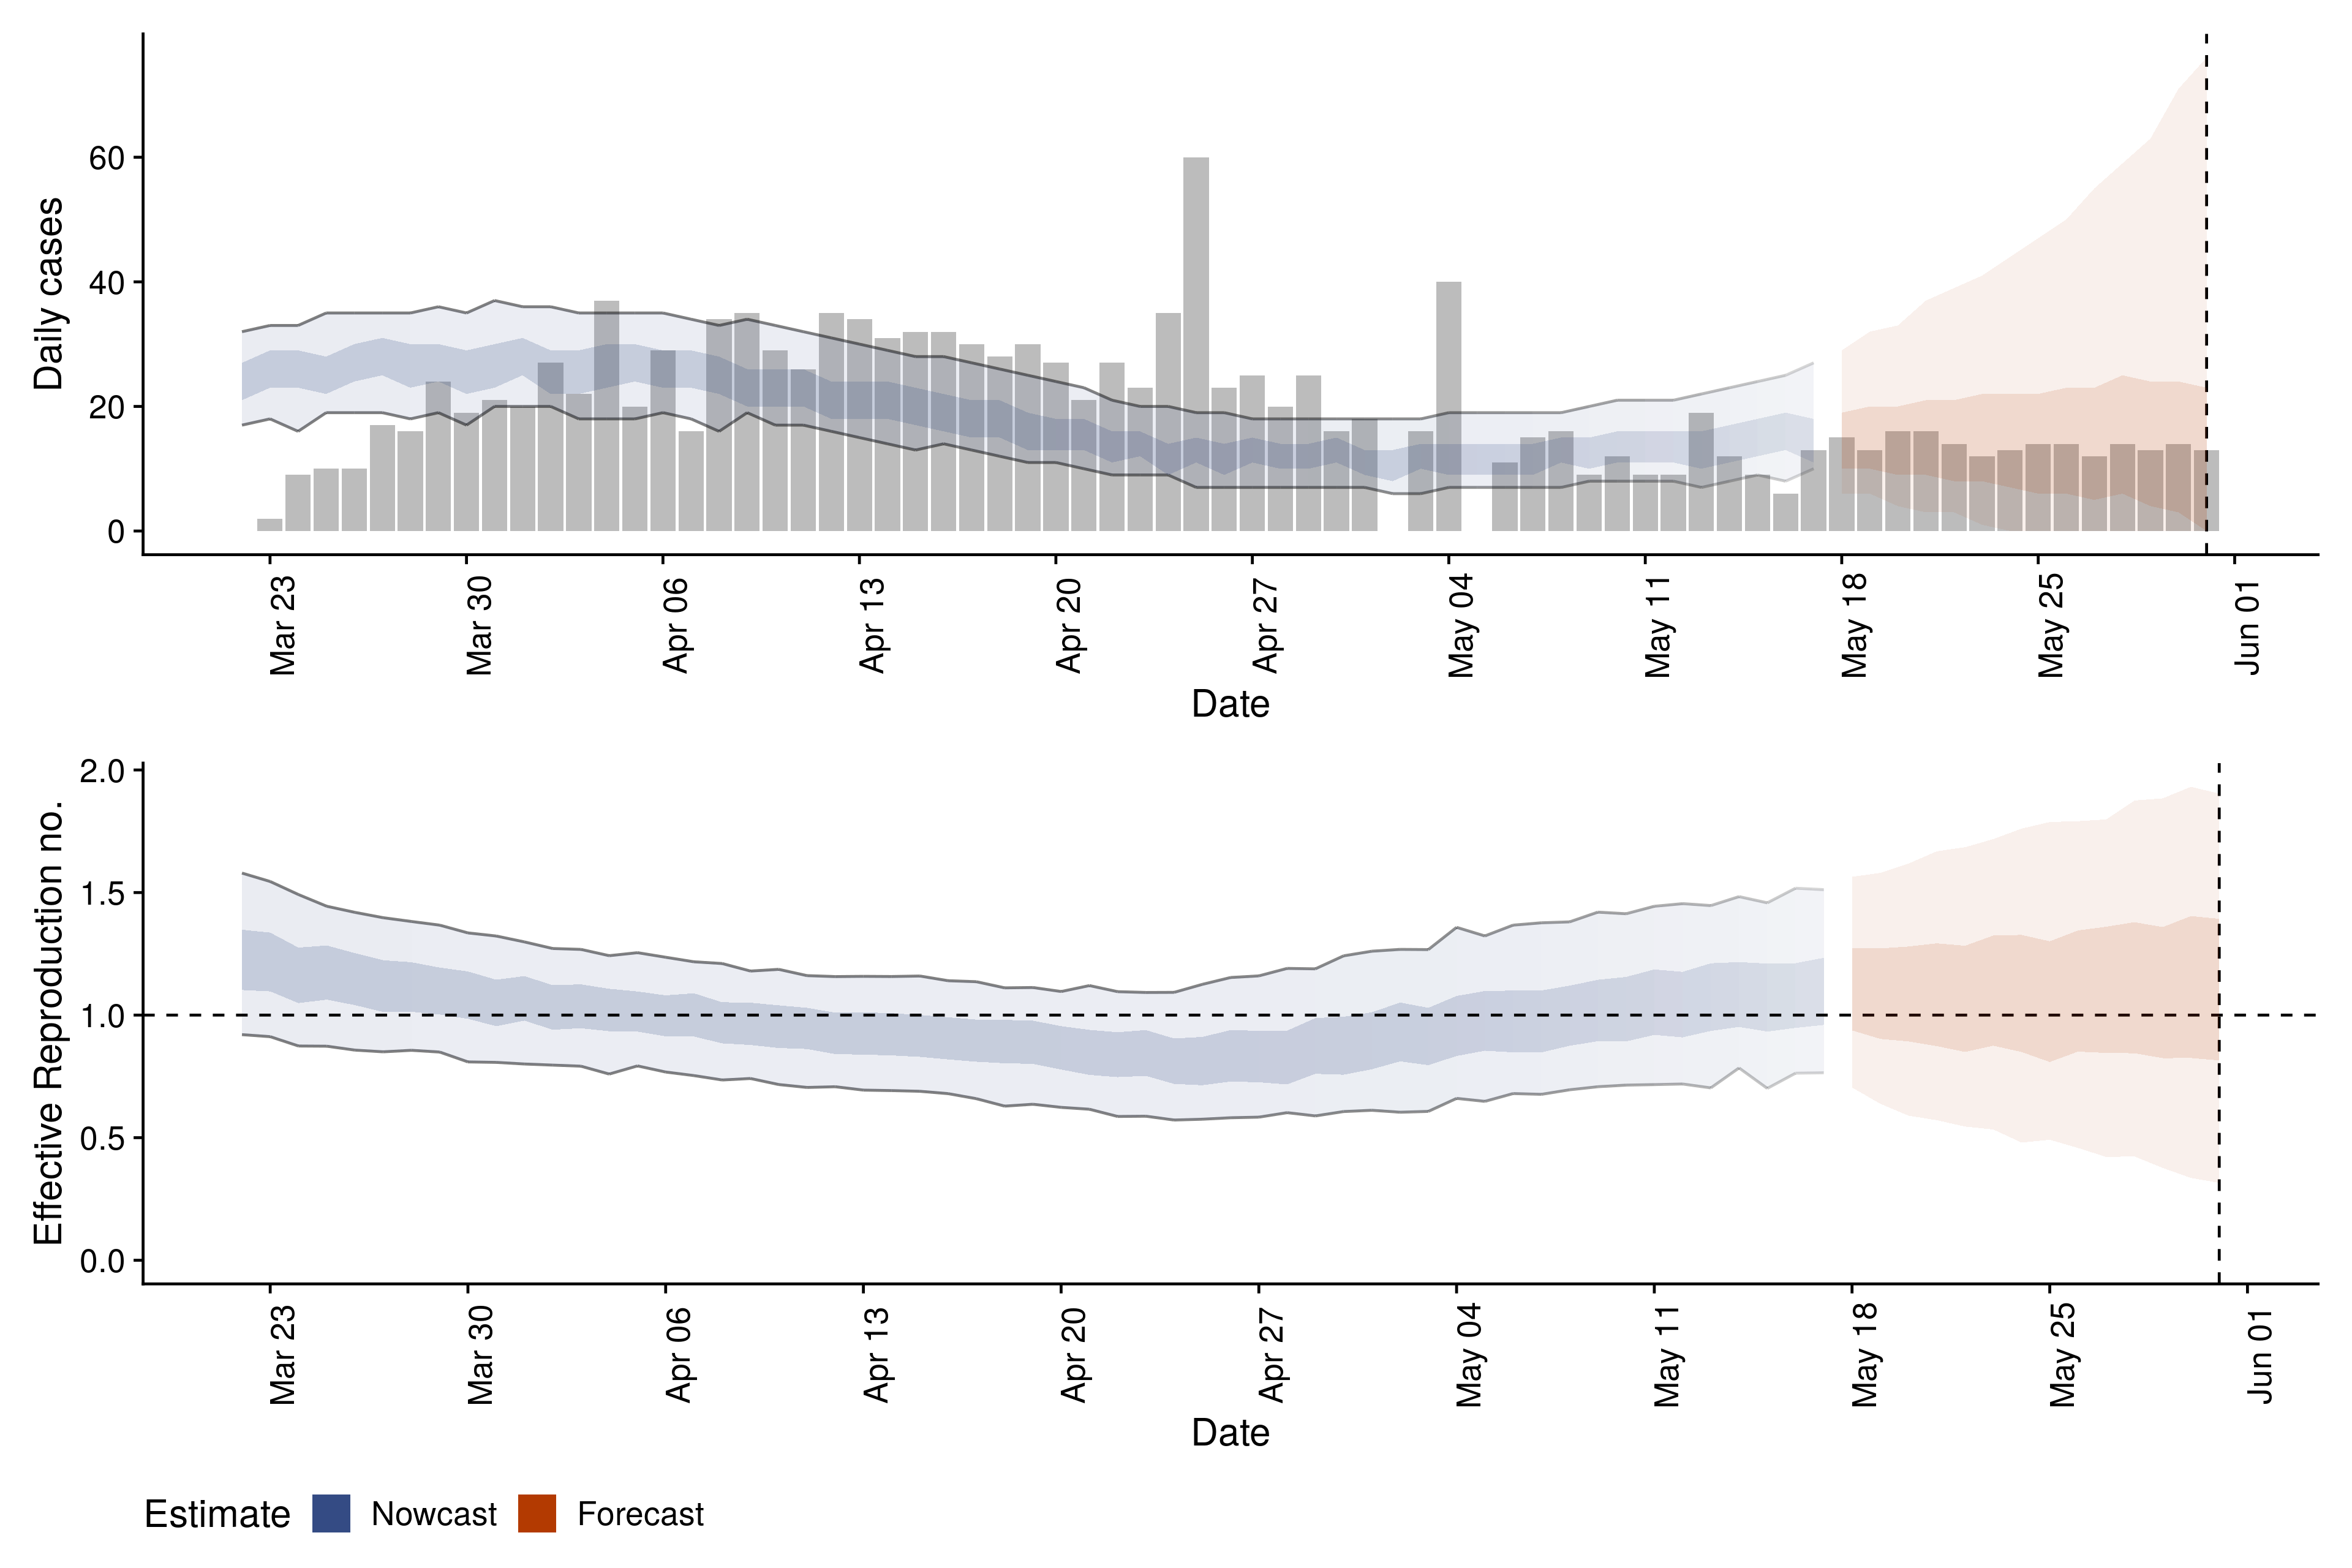 Daily cases
60
40
20
0
Mar 23
Mar 30
Apr 06
Apr 13
Apr 20
Apr 27
May 04
May 11
May 18
May 25
Jun 01
Date
Effective Reproduction no.
2.0
1.5
1.0
0.5
0.0
Mar 23
Mar 30
Apr 06
Apr 13
Apr 20
Apr 27
May 04
May 11
May 18
May 25
Jun 01
Date
Estimate Nowcast Forecast